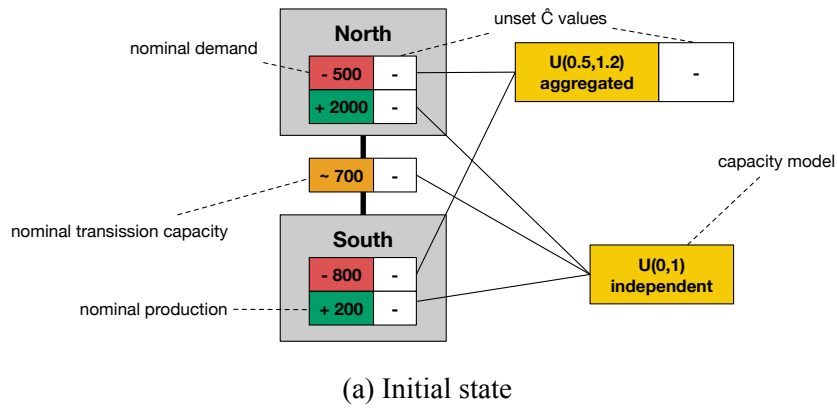 North
unset Ĉ values
nominal demand
- 500 -
+ 2000 -
U(0.5,1.2)
aggregated
-
~ 700 -
capacity model
nominal transission capacity
South
- 800 -
+ 200 -
U(0,1)
independent
nominal production
(a) Initial state